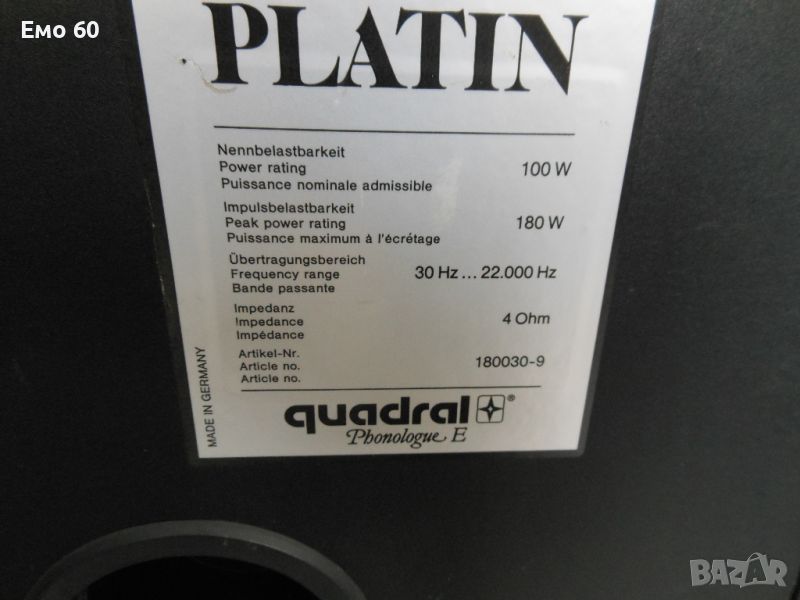 Емо 60
PLATIN
Nennbelastbarkeit
Power rating 100 W
Puissance nominale admissible
Impulsbelastbarkeit
Peak power rating 180 W
Puissance maximum à l'écrétage
Übertragungsbereich
Frequency range 30 Hz ... 22.000 Hz
Bande passante
Impedanz
Impedance 4 Ohm
Impédance
Artikel-Nr.
Article no. 180030-9
Article no.
MADE IN GERMANY
quadral ®
Phonologue E
BAZAR